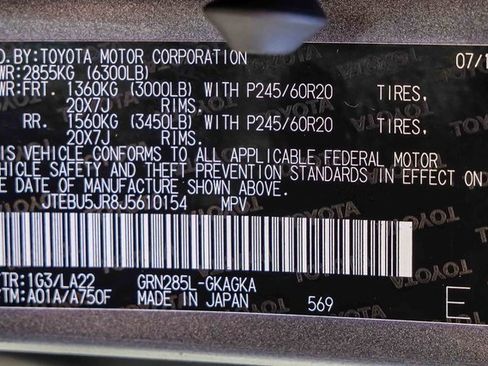 D.BY:TOYOTA MOTOR CORPORATION 07/1
WR:2855KG (6300LB)
WR:FRT. 1360KG (3000LB) WITH P245/60R20 TIRES,
20X7J RIMS.
RR. 1560KG (3450LB) WITH P245/60R20 TIRES,
20X7J RIMS.
IS VEHICLE CONFORMS TO ALL APPLICABLE FEDERAL MOTOR
HICLE SAFETY AND THEFT PREVENTION STANDARDS IN EFFECT ON
E DATE OF MANUFACTURE SHOWN ABOVE.
JTEBU5JR8J5610154 MPV
TR:1G3/LA22 GRN285L-GKAGKA
TM:A01A/A750F MADE IN JAPAN 569 E